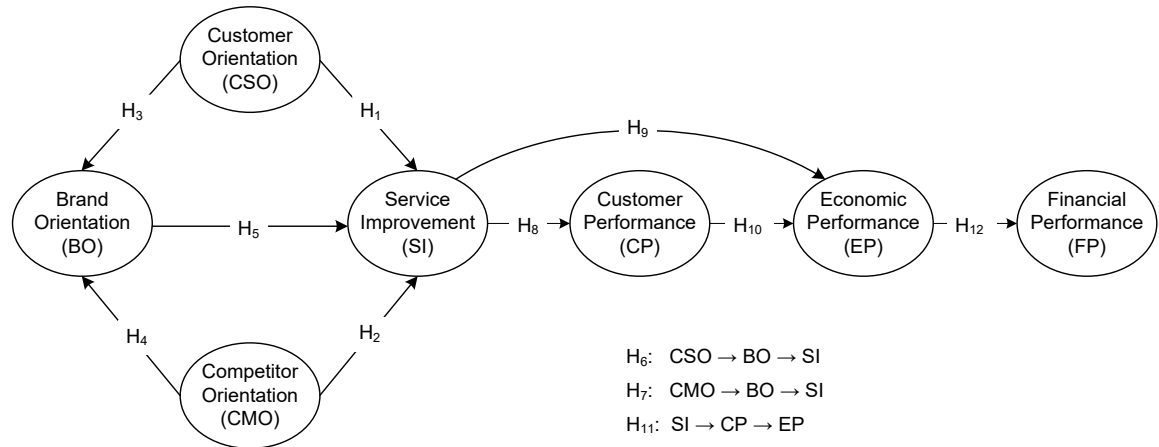 Customer
Orientation
(CSO)
H₃
H₁
H₉
Brand
Orientation
(BO)
H₅
Service
Improvement
(SI)
H₈
Customer
Performance
(CP)
H₁₀
Economic
Performance
(EP)
H₁₂
Financial
Performance
(FP)
H₄
H₂
Competitor
Orientation
(CMO)
H₆: CSO → BO → SI
H₇: CMO → BO → SI
H₁₁: SI → CP → EP